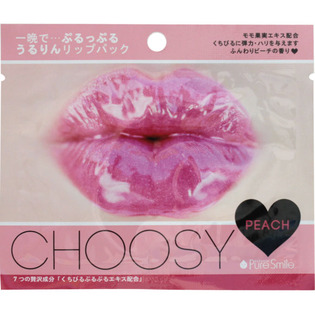 一晩で…ぷるっぷる
うるりんリップパック
モモ果実エキス配合
くちびるに弾力・ハリを与えます
ふんわりピーチの香り♥
CHOOSY
PEACH
Pure Smile
7つの贅沢成分「くちびるぷるぷるエキス配合」